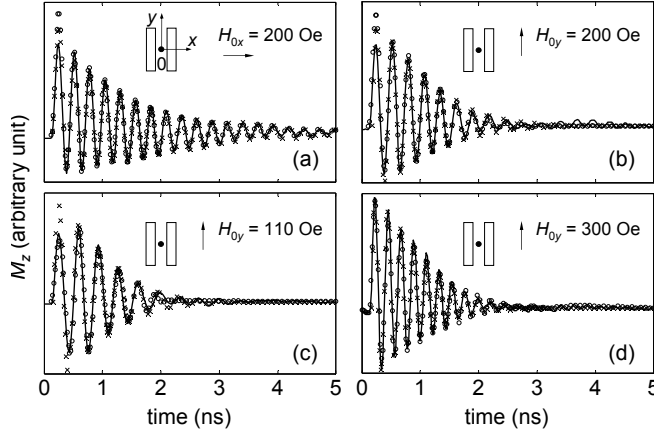 y
x
0
H0x = 200 Oe
(a)
H0y = 200 Oe
(b)
Mz (arbitrary unit)
H0y = 110 Oe
(c)
H0y = 300 Oe
(d)
0 1 2 3 4 5
0 1 2 3 4 5
time (ns)
time (ns)